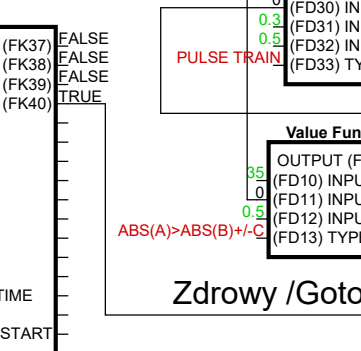 (FK37) FALSE
(FK38) FALSE
(FK39) FALSE
(FK40) TRUE
TIME
START
0 (FD30) IN
0.3 (FD31) IN
0.5 (FD32) IN
PULSE TRAIN (FD33) TY
Value Fun
OUTPUT (F
35 (FD10) INPU
0 (FD11) INPU
0.5 (FD12) INPU
ABS(A)>ABS(B)+/-C (FD13) TYPE
Zdrowy /Goto